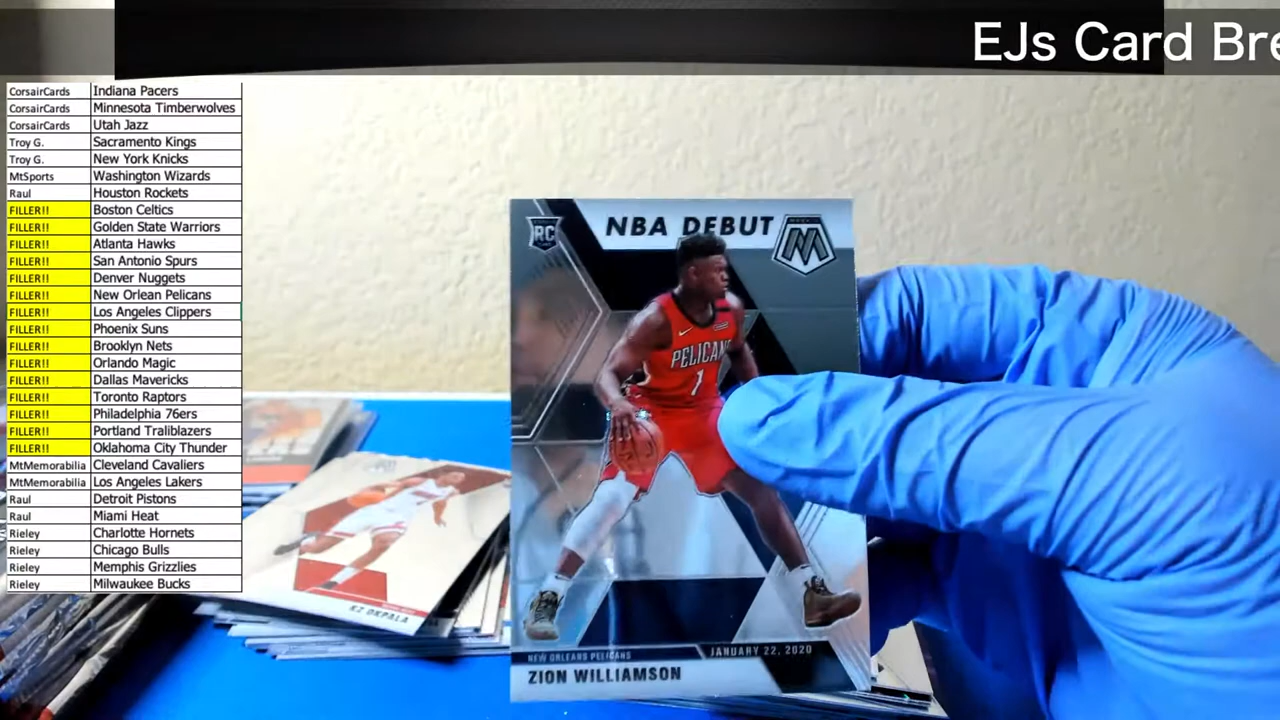 EJs Card Bre
CorsairCards Indiana Pacers
CorsairCards Minnesota Timberwolves
CorsairCards Utah Jazz
Troy G. Sacramento Kings
Troy G. New York Knicks
MtSports Washington Wizards
Raul Houston Rockets
FILLER!! Boston Celtics
FILLER!! Golden State Warriors
FILLER!! Atlanta Hawks
FILLER!! San Antonio Spurs
FILLER!! Denver Nuggets
FILLER!! New Orlean Pelicans
FILLER!! Los Angeles Clippers
FILLER!! Phoenix Suns
FILLER!! Brooklyn Nets
FILLER!! Orlando Magic
FILLER!! Dallas Mavericks
FILLER!! Toronto Raptors
FILLER!! Philadephia 76ers
FILLER!! Portland Traliblazers
FILLER!! Oklahoma City Thunder
MtMemorabilia Cleveland Cavaliers
MtMemorabilia Los Angeles Lakers
Raul Detroit Pistons
Raul Miami Heat
Rieley Charlotte Hornets
Rieley Chicago Bulls
Rieley Memphis Grizzlies
Rieley Milwaukee Bucks
RC
NBA DEBUT
M
PELICANS
1
JANUARY 22, 2020
NEW ORLEANS PELICANS
ZION WILLIAMSON
KZ OKPALA